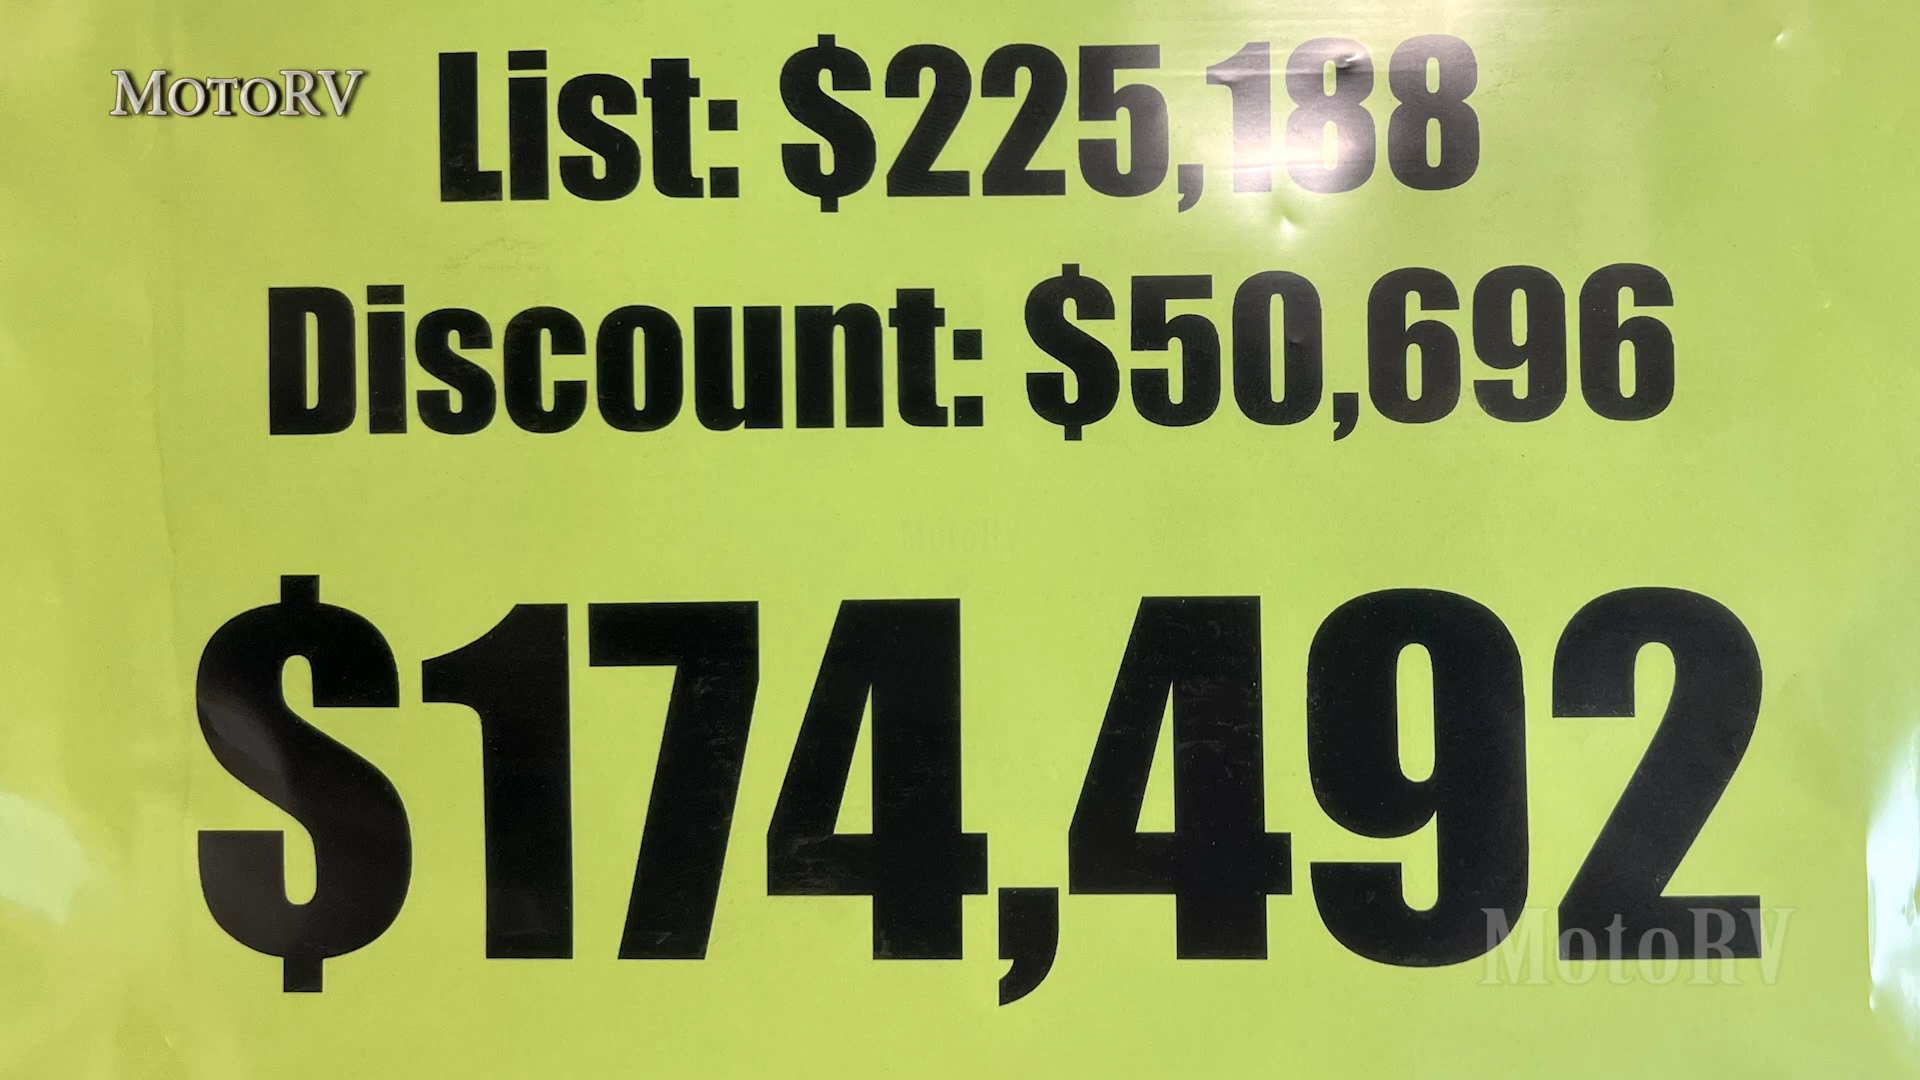 MotoRV
List: $225,188
Discount: $50,696
MotoRV
$174,492
MotoRV